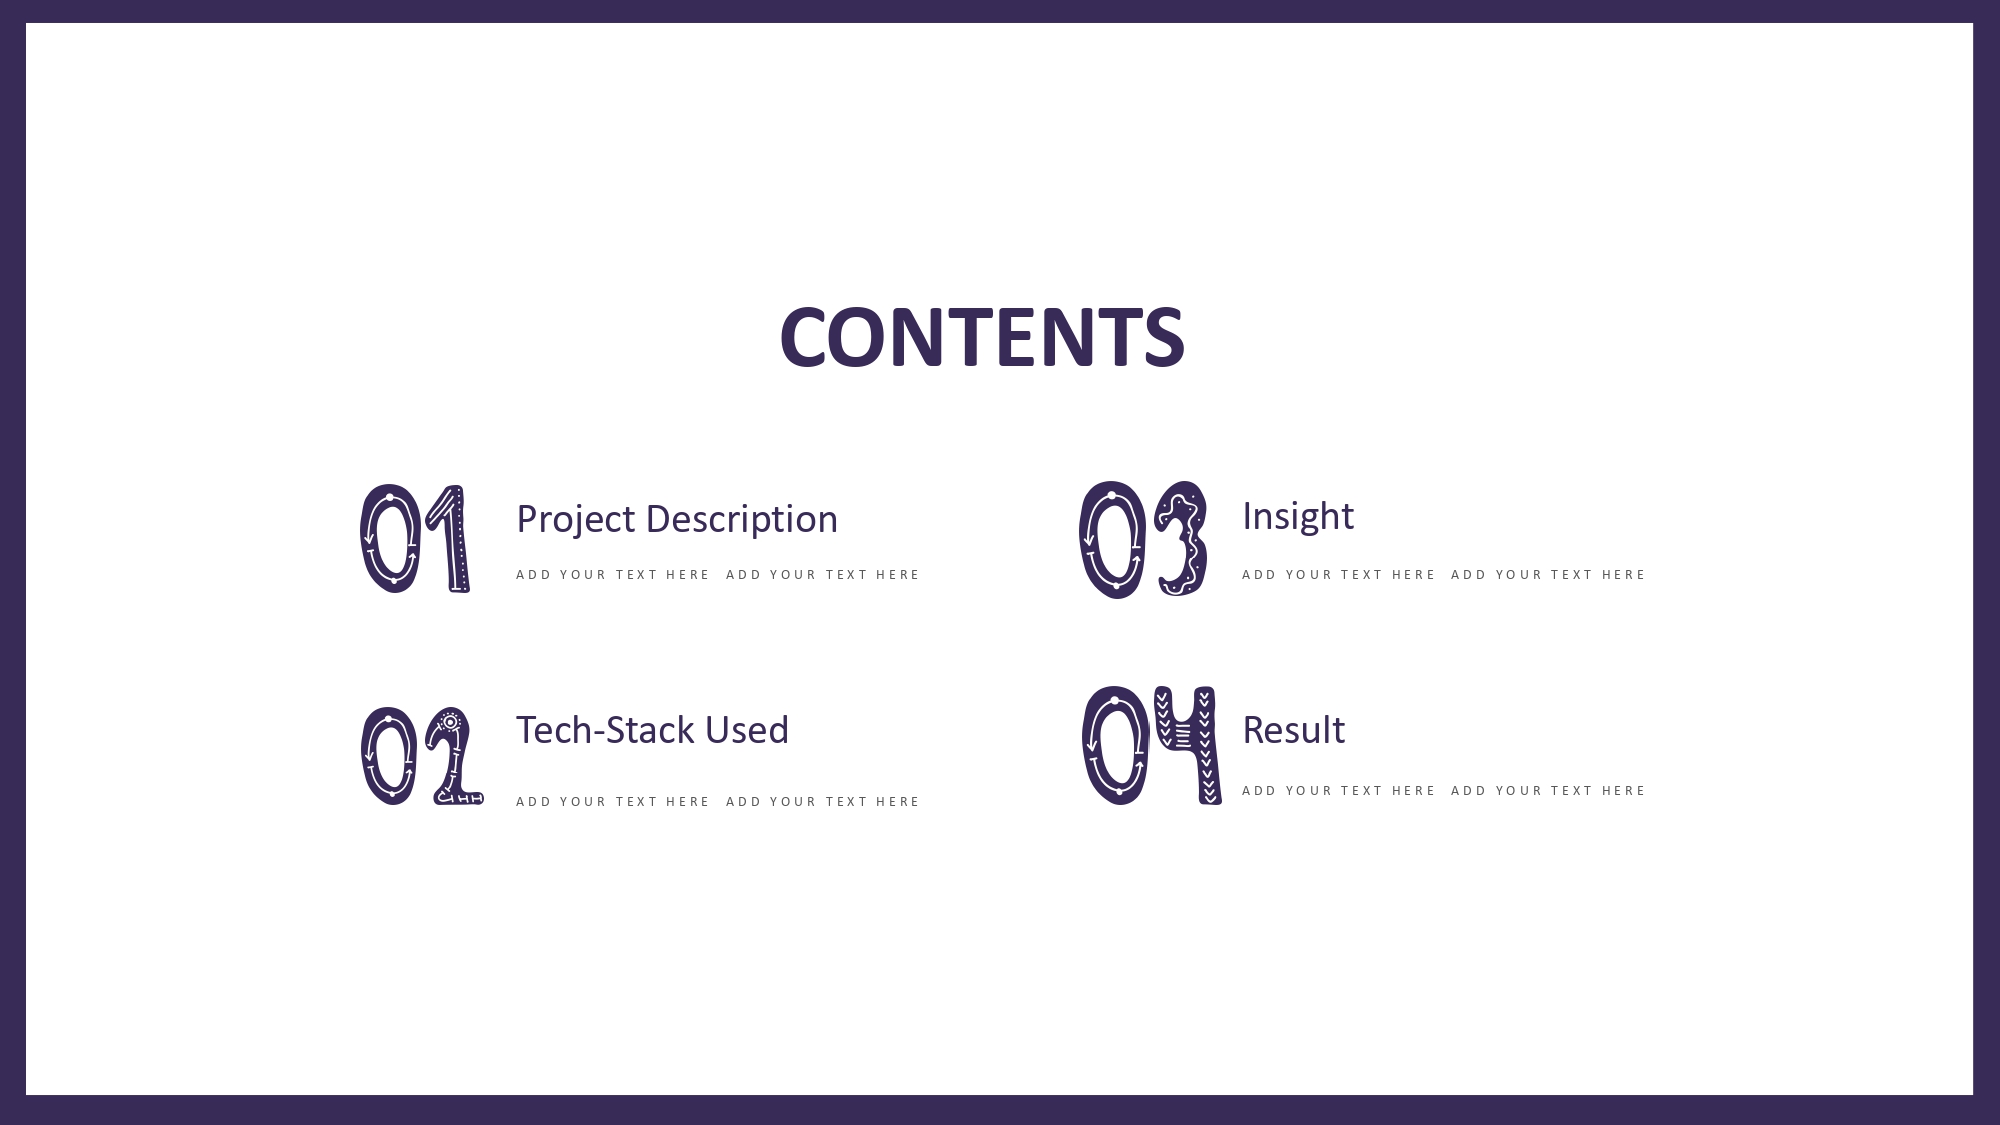 CONTENTS
01
Project Description
ADD YOUR TEXT HERE ADD YOUR TEXT HERE
02
Tech-Stack Used
ADD YOUR TEXT HERE ADD YOUR TEXT HERE
03
Insight
ADD YOUR TEXT HERE ADD YOUR TEXT HERE
04
Result
ADD YOUR TEXT HERE ADD YOUR TEXT HERE